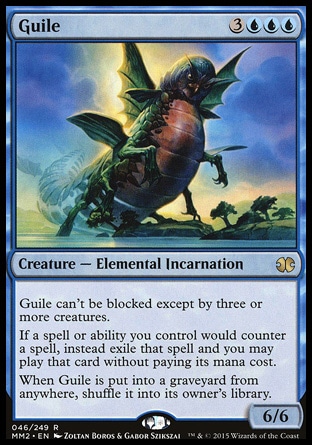 Guile 3
Creature — Elemental Incarnation
Guile can't be blocked except by three or
more creatures.
If a spell or ability you control would counter
a spell, instead exile that spell and you may
play that card without paying its mana cost.
When Guile is put into a graveyard from
anywhere, shuffle it into its owner's library.
6/6
046/249 R
MM2 • EN Zoltan Boros & Gabor Szikszai ™ & © 2015 Wizards of the Coast